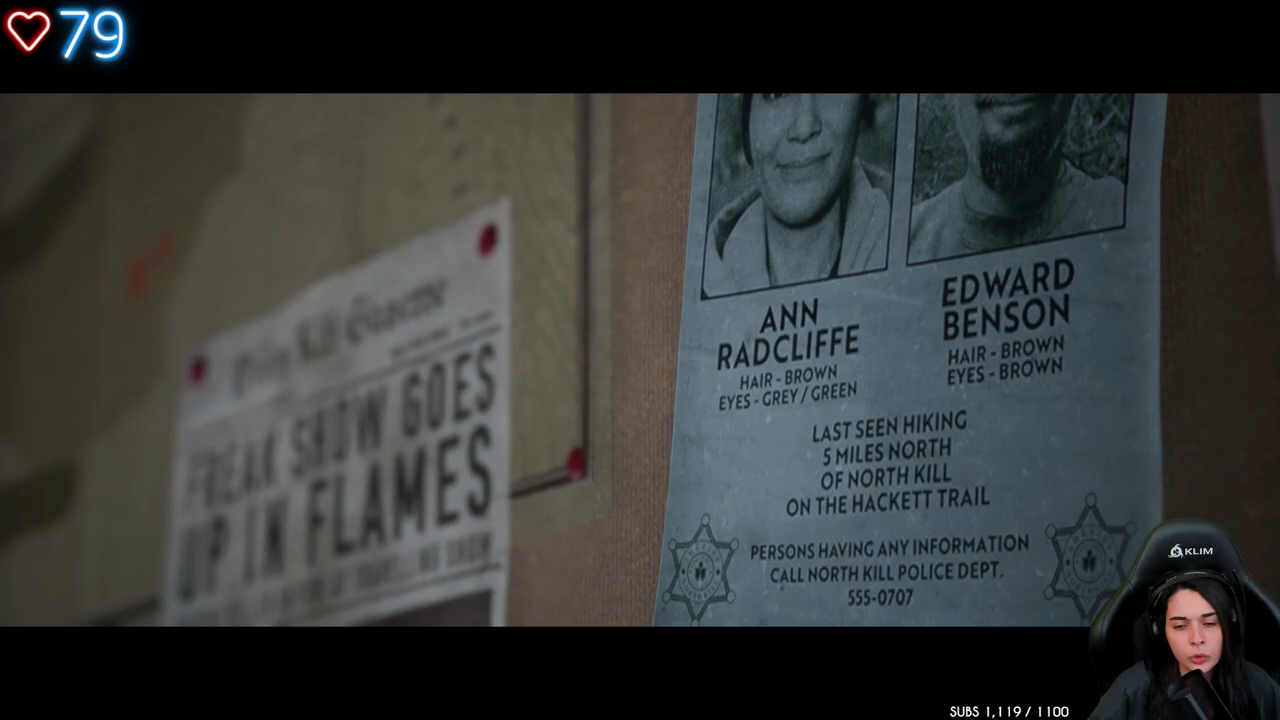 79
FREAK SHOW GOES
UP IN FLAMES
ANN
RADCLIFFE
HAIR - BROWN
EYES - GREY / GREEN
EDWARD
BENSON
HAIR - BROWN
EYES - BROWN
LAST SEEN HIKING
5 MILES NORTH
OF NORTH KILL
ON THE HACKETT TRAIL
PERSONS HAVING ANY INFORMATION
CALL NORTH KILL POLICE DEPT.
555-0707
KLIM
SUBS 1,119 / 1100